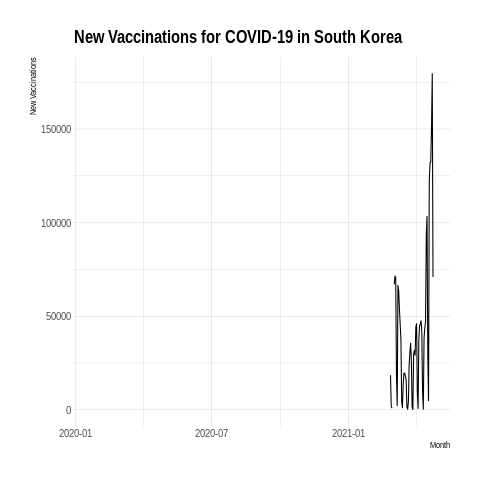 New Vaccinations for COVID-19 in South Korea
New Vaccinations
150000
100000
50000
0
2020-01
2020-07
2021-01
Month